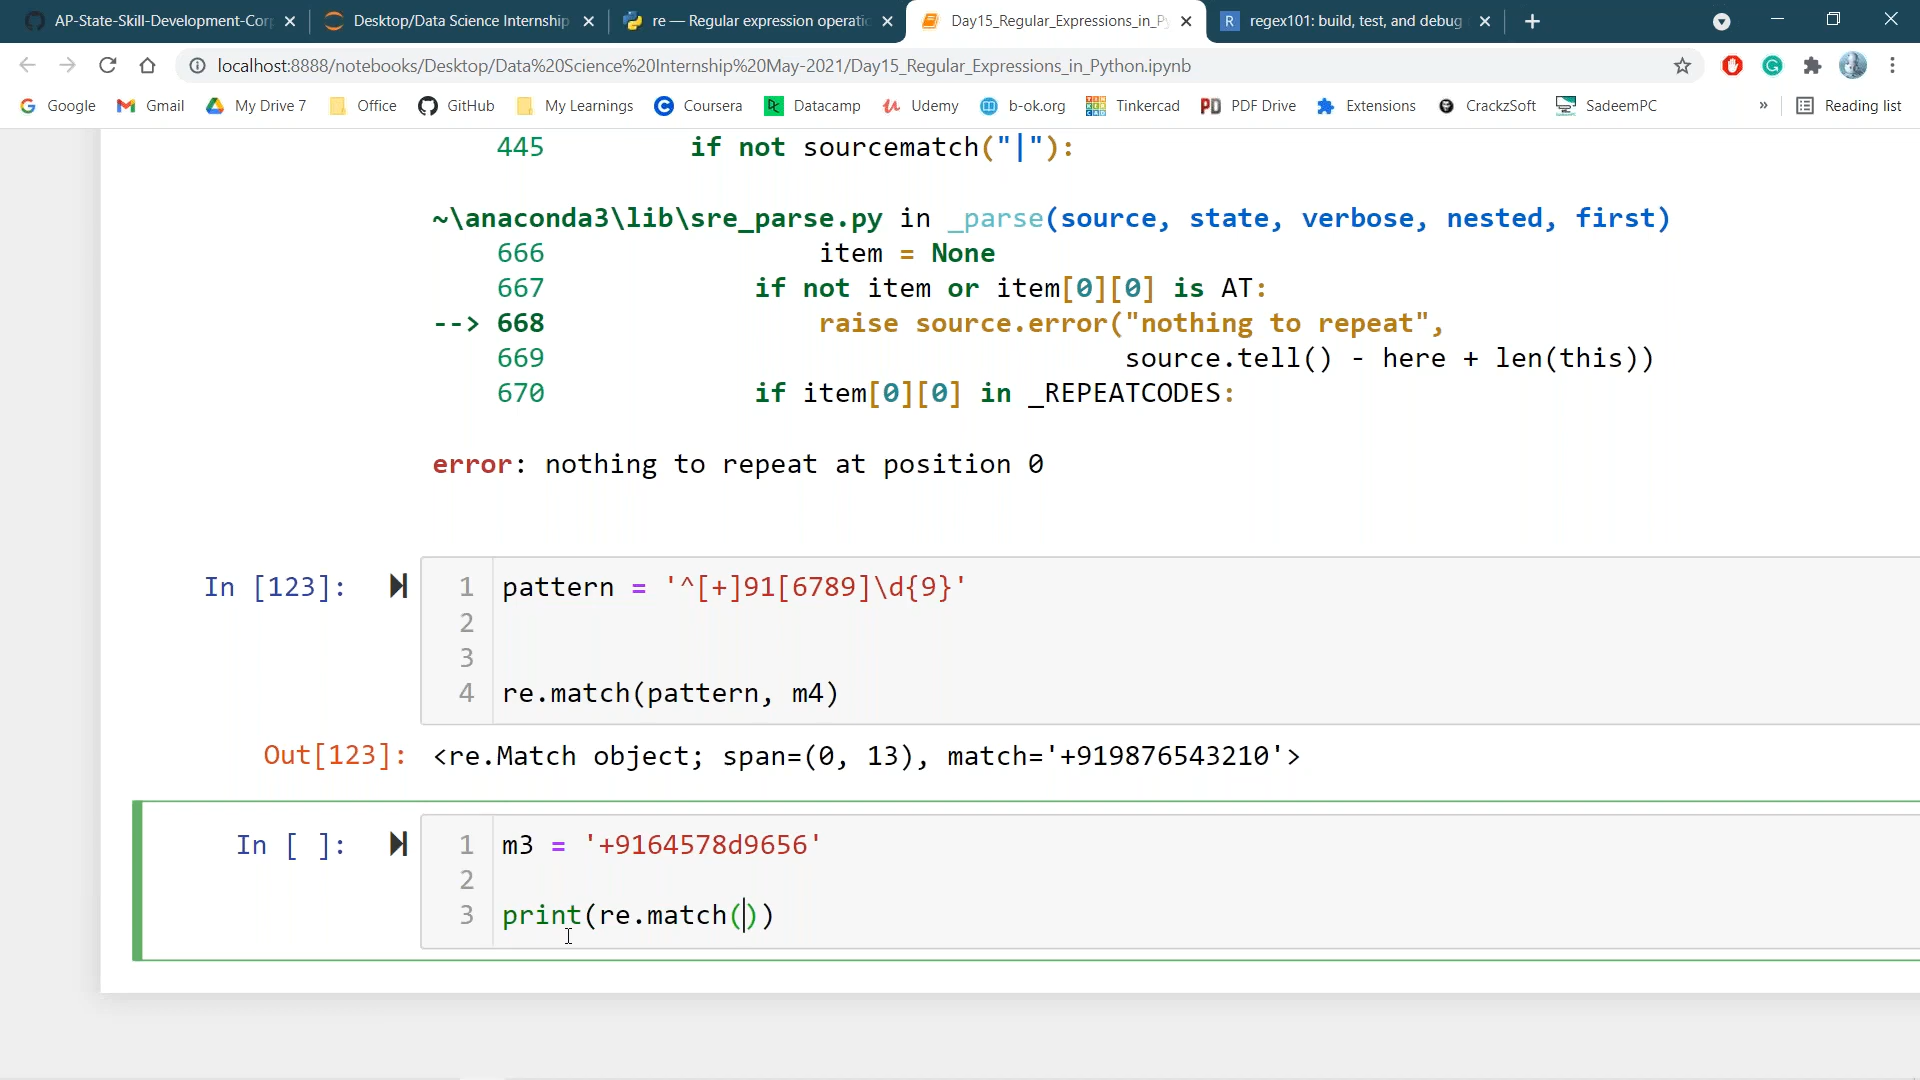 AP-State-Skill-Development-Cor
Desktop/Data Science Internship
re — Regular expression operatic
Day15_Regular_Expressions_in_Py
regex101: build, test, and debug
localhost:8888/notebooks/Desktop/Data%20Science%20Internship%20May-2021/Day15_Regular_Expressions_in_Python.ipynb
Google Gmail My Drive 7 Office GitHub My Learnings Coursera Datacamp Udemy b-ok.org Tinkercad PDF Drive Extensions CrackzSoft SadeemPC » Reading list
445 if not sourcematch("|"):
~\anaconda3\lib\sre_parse.py in _parse(source, state, verbose, nested, first)
666 item = None
667 if not item or item[0][0] is AT:
--> 668 raise source.error("nothing to repeat",
669 source.tell() - here + len(this))
670 if item[0][0] in _REPEATCODES:
error: nothing to repeat at position 0
In [123]: 1 pattern = '^[+]91[6789]\d{9}'
2
3
4 re.match(pattern, m4)
Out[123]: <re.Match object; span=(0, 13), match='+919876543210'>
In [ ]: 1 m3 = '+9164578d9656'
2
3 print(re.match())